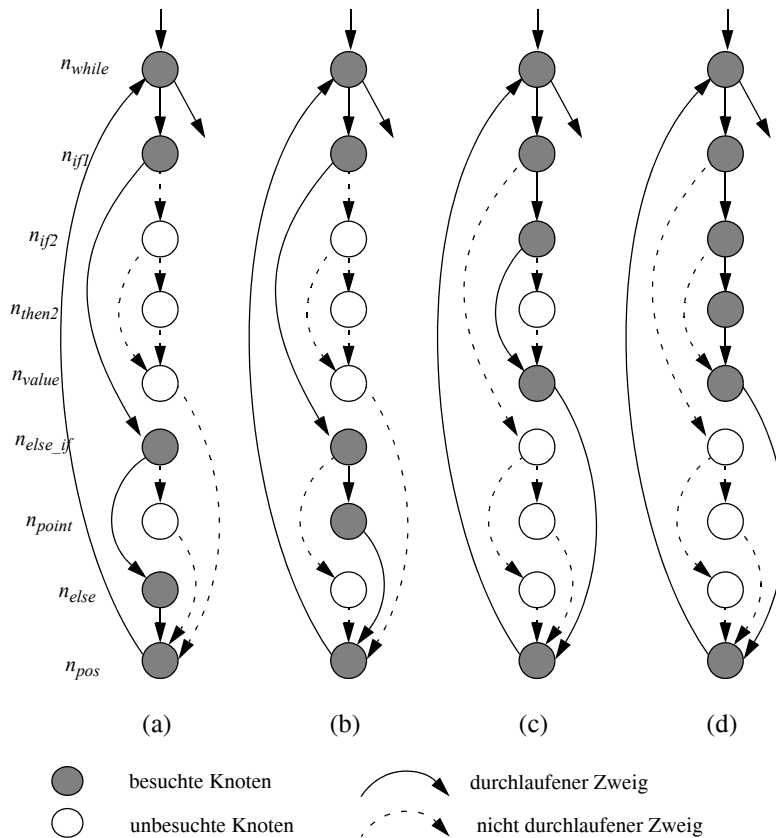 n_while
n_if1
n_if2
n_then2
n_value
n_else_if
n_point
n_else
n_pos
(a) (b) (c) (d)
besuchte Knoten durchlaufener Zweig
unbesuchte Knoten nicht durchlaufener Zweig